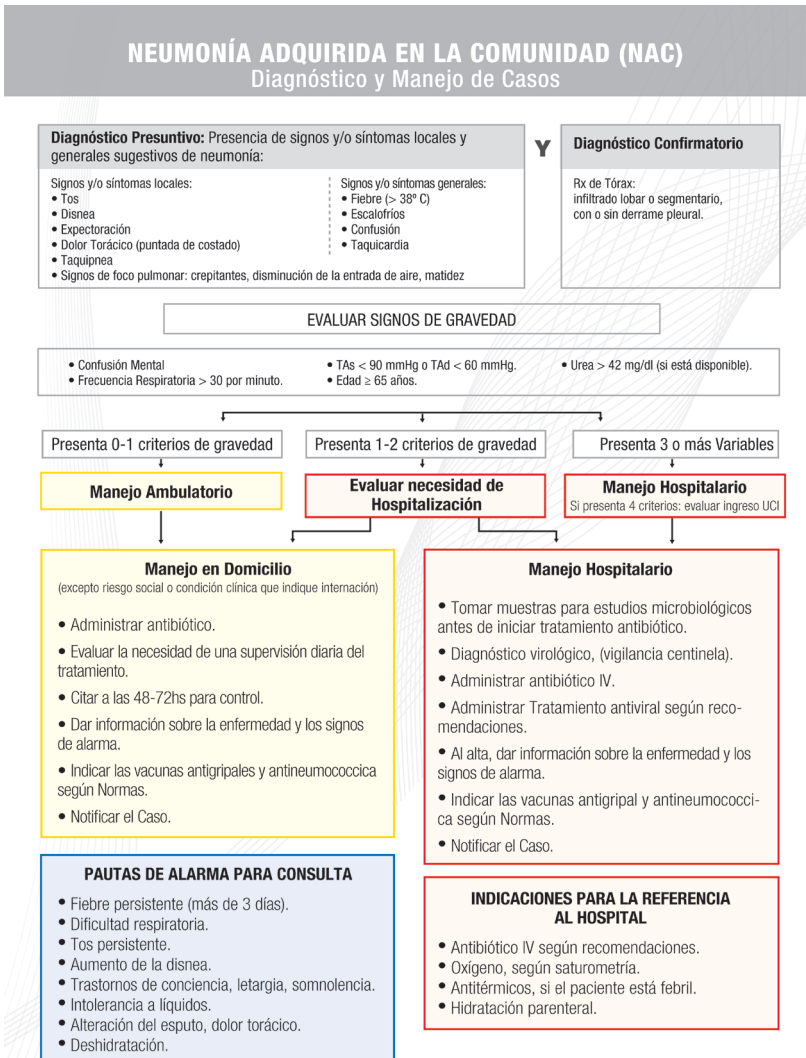 NEUMONÍA ADQUIRIDA EN LA COMUNIDAD (NAC)
Diagnóstico y Manejo de Casos
Diagnóstico Presuntivo: Presencia de signos y/o síntomas locales y
generales sugestivos de neumonía:
Signos y/o síntomas locales:
• Tos
• Disnea
• Expectoración
• Dolor Torácico (puntada de costado)
• Taquipnea
• Signos de foco pulmonar: crepitantes, disminución de la entrada de aire, matidez
Signos y/o síntomas generales:
• Fiebre (> 38º C)
• Escalofríos
• Confusión
• Taquicardia
Y
Diagnóstico Confirmatorio
Rx de Tórax:
infiltrado lobar o segmentario,
con o sin derrame pleural.
EVALUAR SIGNOS DE GRAVEDAD
• Confusión Mental
• Frecuencia Respiratoria > 30 por minuto.
• TAs < 90 mmHg o TAd < 60 mmHg.
• Edad ≥ 65 años.
• Urea > 42 mg/dl (si está disponible).
Presenta 0-1 criterios de gravedad
Presenta 1-2 criterios de gravedad
Presenta 3 o más Variables
Manejo Ambulatorio
Evaluar necesidad de
Hospitalización
Manejo Hospitalario
Si presenta 4 criterios: evaluar ingreso UCI
Manejo en Domicilio
(excepto riesgo social o condición clínica que indique internación)
• Administrar antibiótico.
• Evaluar la necesidad de una supervisión diaria del
tratamiento.
• Citar a las 48-72hs para control.
• Dar información sobre la enfermedad y los signos
de alarma.
• Indicar las vacunas antigripales y antineumococcica
según Normas.
• Notificar el Caso.
Manejo Hospitalario
• Tomar muestras para estudios microbiológicos
antes de iniciar tratamiento antibiótico.
• Diagnóstico virológico, (vigilancia centinela).
• Administrar antibiótico IV.
• Administrar Tratamiento antiviral según reco-
mendaciones.
• Al alta, dar información sobre la enfermedad y los
signos de alarma.
• Indicar las vacunas antigripal y antineumococci-
ca según Normas.
• Notificar el Caso.
PAUTAS DE ALARMA PARA CONSULTA
• Fiebre persistente (más de 3 días).
• Dificultad respiratoria.
• Tos persistente.
• Aumento de la disnea.
• Trastornos de conciencia, letargia, somnolencia.
• Intolerancia a líquidos.
• Alteración del esputo, dolor torácico.
• Deshidratación.
INDICACIONES PARA LA REFERENCIA
AL HOSPITAL
• Antibiótico IV según recomendaciones.
• Oxígeno, según saturometría.
• Antitérmicos, si el paciente está febril.
• Hidratación parenteral.